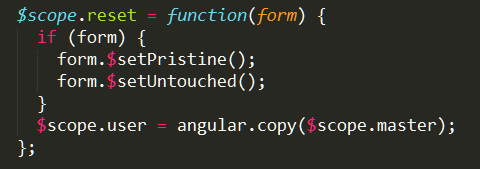 $scope.reset = function(form) {
  if (form) {
    form.$setPristine();
    form.$setUntouched();
  }
  $scope.user = angular.copy($scope.master);
};